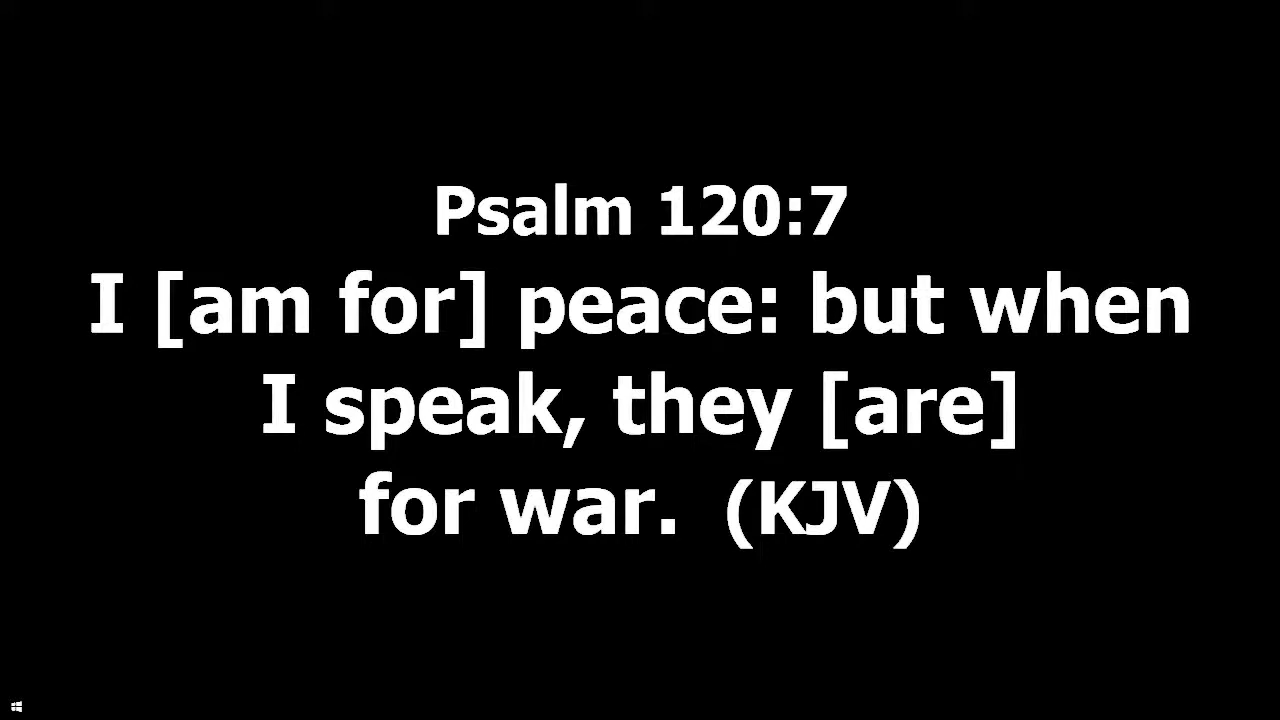 Psalm 120:7
I [am for] peace: but when
I speak, they [are]
for war. (KJV)